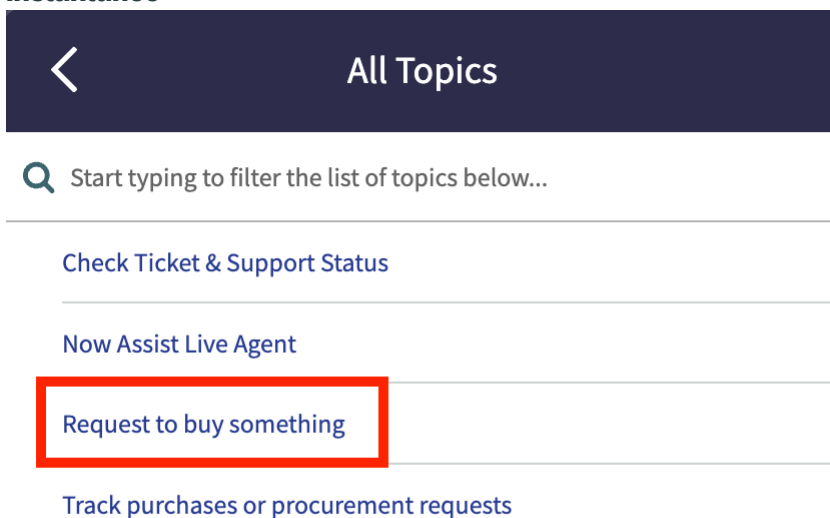 All Topics
Start typing to filter the list of topics below...
Check Ticket & Support Status
Now Assist Live Agent
Request to buy something
Track purchases or procurement requests